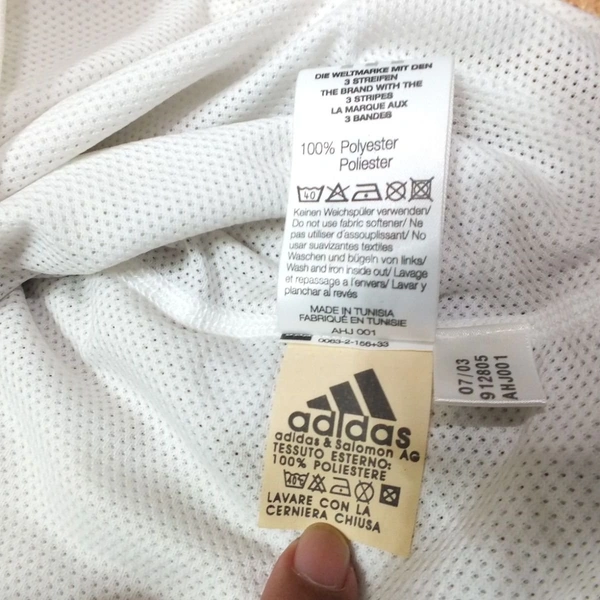 DIE WELTMARKE MIT DEN
3 STREIFEN
THE BRAND WITH THE
3 STRIPES
LA MARQUE AUX
3 BANDES
100% Polyester
Poliester
40
Keinen Weichspüler verwenden/
Do not use fabric softener/ Ne
pas utiliser d'assouplissant/ No
usar suavizantes textiles
Waschen und bügeln von links/
Wash and iron inside out/ Lavage
et repassage a l'envers/ Lavar y
planchar al revés
MADE IN TUNISIA
FABRIQUÉ EN TUNISIE
AHJ 001
0063-2-156+33
07/03
912805
AHJ001
adidas
adidas & Salomon AG
TESSUTO ESTERNO:
100% POLIESTERE
40°
LAVARE CON LA
CERNIERA CHIUSA